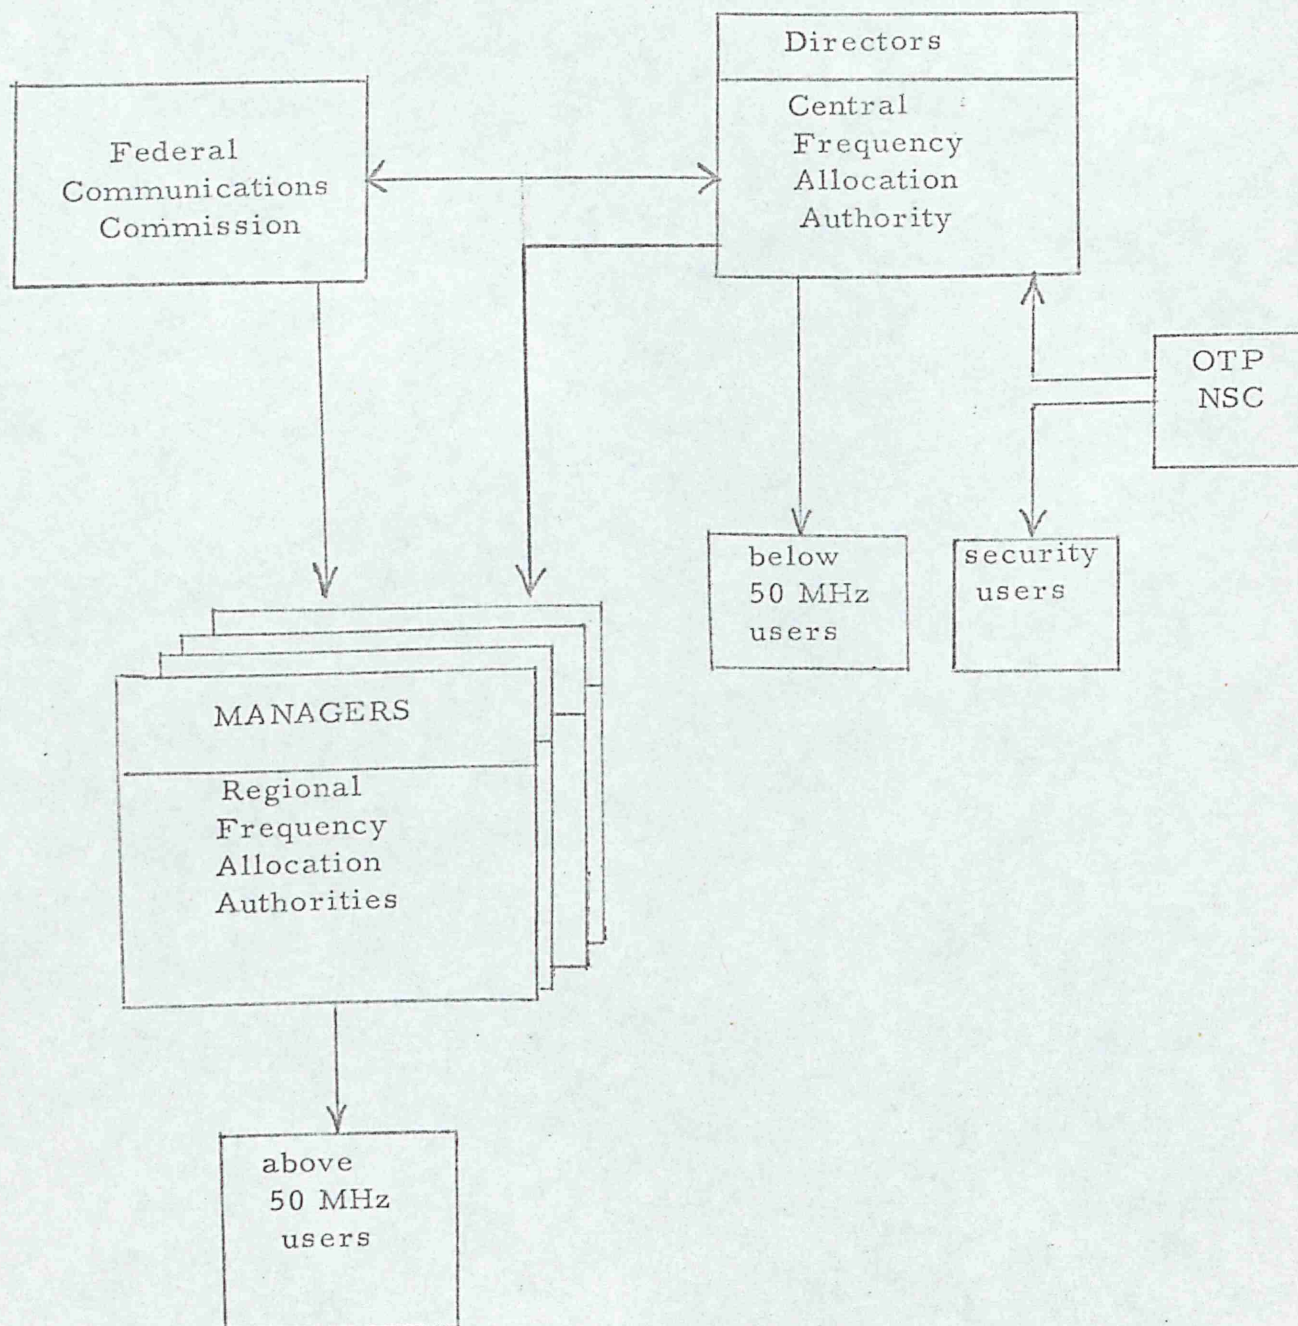 Directors
Central
Frequency
Allocation
Authority
Federal
Communications
Commission
OTP
NSC
below
50 MHz
users
security
users
MANAGERS
Regional
Frequency
Allocation
Authorities
above
50 MHz
users